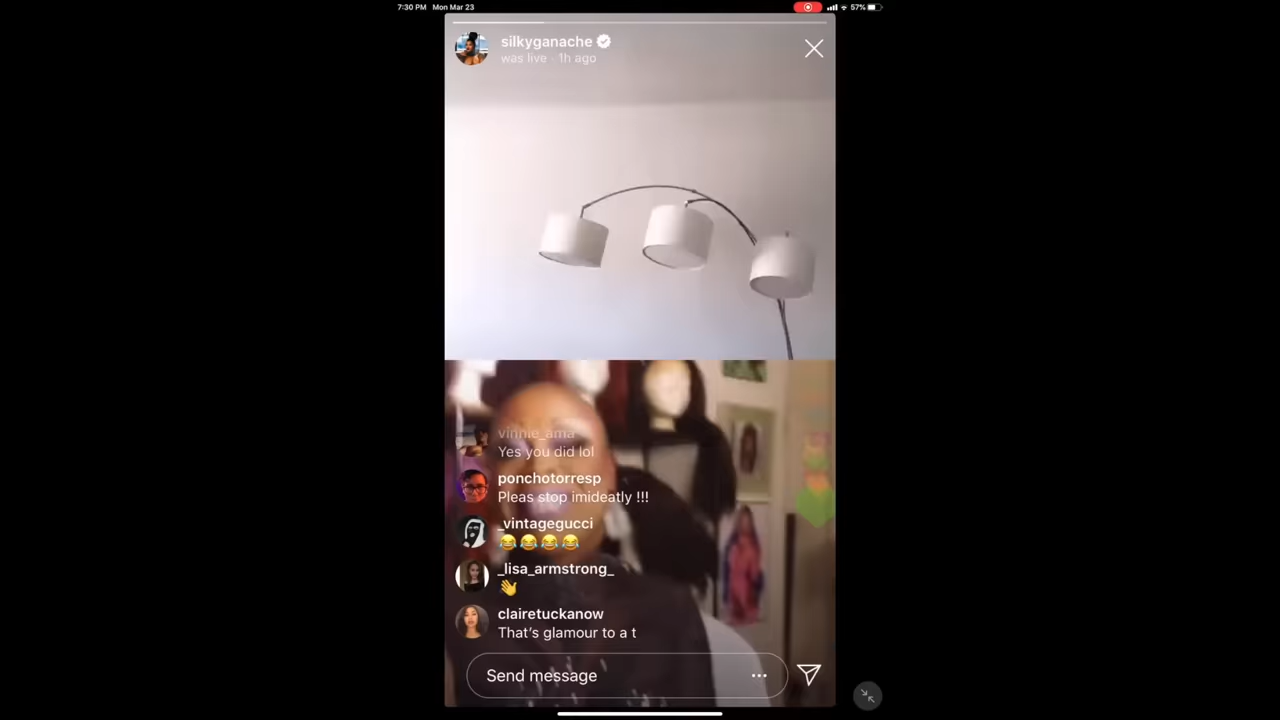 7:30 PM Mon Mar 23
57%
silkyganache
was live · 1h ago
vinnie_ama
Yes you did lol
ponchotorresp
Pleas stop imideatly !!!
_vintagegucci
😂😂😂😂
_lisa_armstrong_
👋
clairetuckanow
That's glamour to a t
Send message